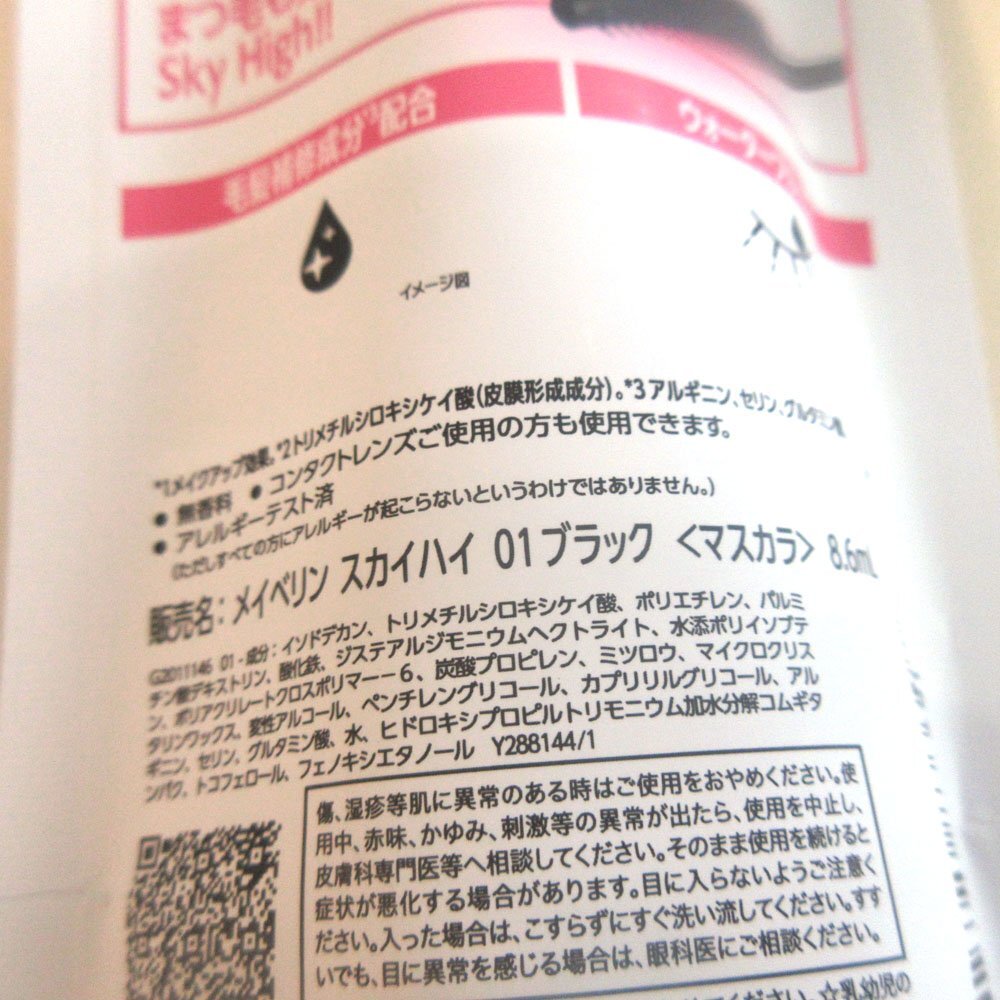 まつ毛
Sky High!!
毛髪補修成分*3配合
ウォーター
イメージ図
*1メイクアップ効果。*2トリメチルシロキシケイ酸(皮膜形成成分)。*3アルギニン、セリン、グルタミン酸
● 無香料 ● コンタクトレンズご使用の方も使用できます。
● アレルギーテスト済
(ただしすべての方にアレルギーが起こらないというわけではありません。)
販売名:メイベリン スカイハイ 01ブラック <マスカラ> 8.6mL
G2011146 01 - 成分:イソドデカン、トリメチルシロキシケイ酸、ポリエチレン、パルミ
チン酸デキストリン、酸化鉄、ジステアルジモニウムヘクトライト、水添ポリイソブテ
ン、ポリアクリレートクロスポリマー－6、炭酸プロピレン、ミツロウ、マイクロクリス
タリンワックス、変性アルコール、ペンチレングリコール、カプリリルグリコール、アル
ギニン、セリン、グルタミン酸、水、ヒドロキシプロピルトリモニウム加水分解コムギタ
ンパク、トコフェロール、フェノキシエタノール Y288144/1
傷、湿疹等肌に異常のある時はご使用をおやめください。使
用中、赤味、かゆみ、刺激等の異常が出たら、使用を中止し、
皮膚科専門医等へ相談してください。そのまま使用を続けると
症状が悪化する場合があります。目に入らないようご注意く
ださい。入った場合は、こすらずにすぐ洗い流してください。すす
いでも、目に異常を感じる場合は、眼科医にご相談ください。
ください。☆乳幼児の